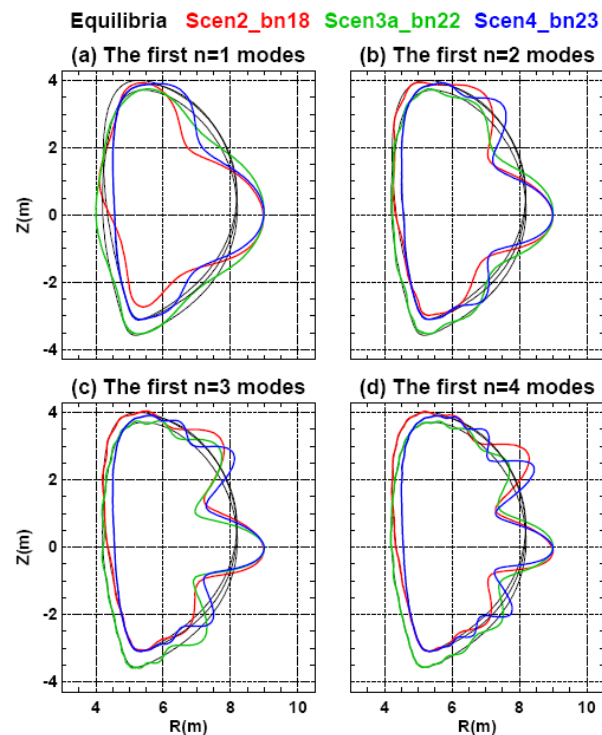 Equilibria Scen2_bn18 Scen3a_bn22 Scen4_bn23
(a) The first n=1 modes
(b) The first n=2 modes
4
2
0
-2
-4
Z(m)
(c) The first n=3 modes
(d) The first n=4 modes
4
2
0
-2
-4
Z(m)
4 6 8 10
4 6 8 10
R(m)
R(m)